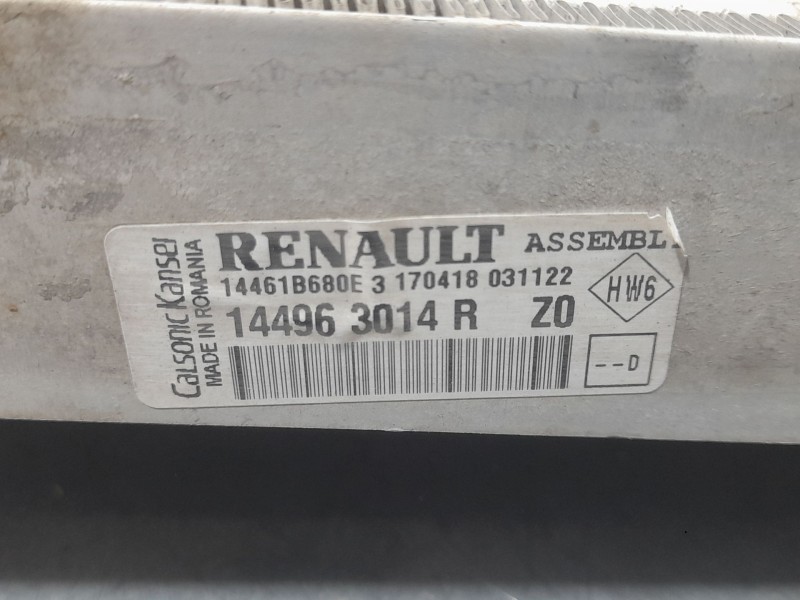 RENAULT ASSEMBL
14461B680E 3 170418 031122
14496 3014 R Z0
HW6
--D
Calsonic Kansei
MADE IN ROMANIA